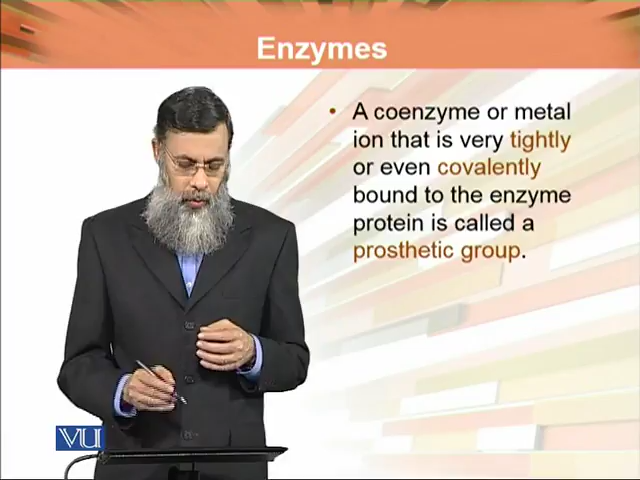 Enzymes
• A coenzyme or metal
ion that is very tightly
or even covalently
bound to the enzyme
protein is called a
prosthetic group.
VU